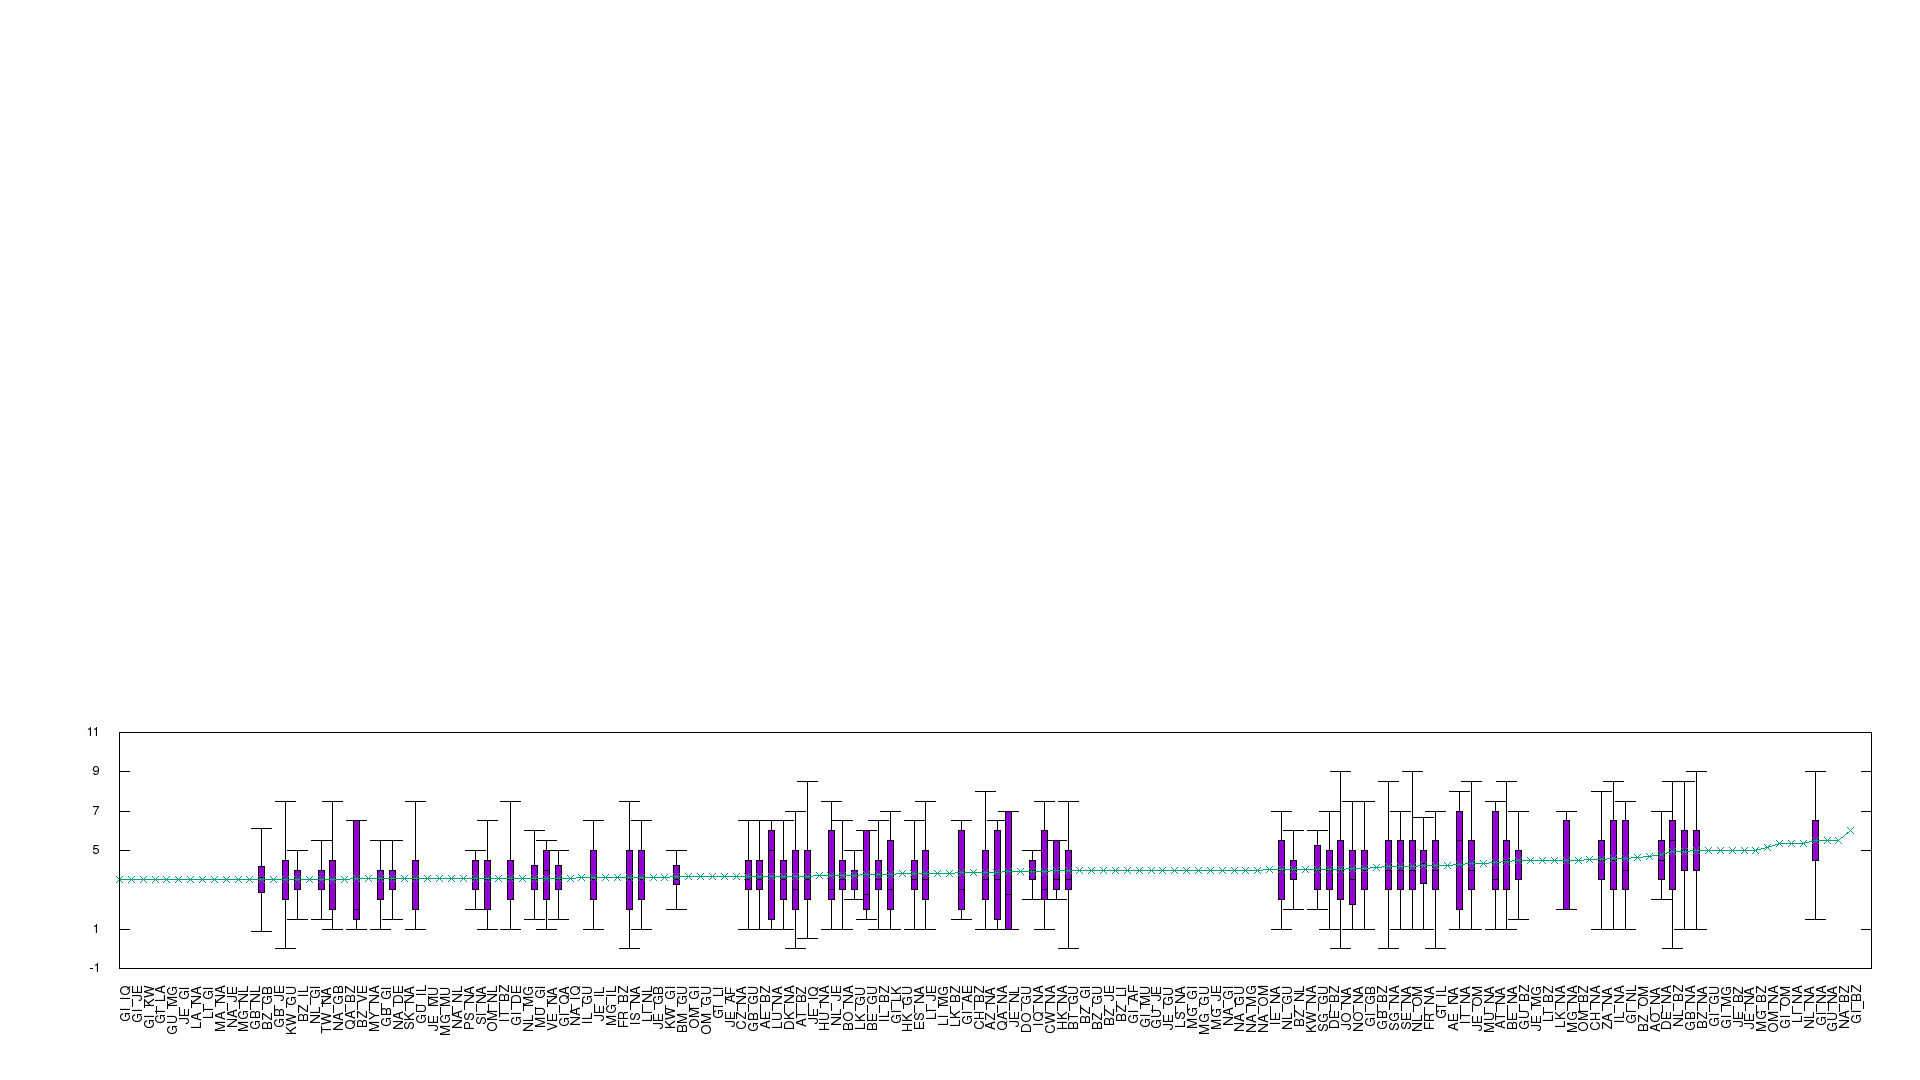 11
9
7
5
1
-1
GI_IQ
GI_JE
GI_KW
GI_LA
GU_MG
JE_GI
LA_NA
LT_GI
MA_NA
NA_JE
MG_NL
GB_NL
BZ_GB
GB_JE
KW_GU
BZ_IL
NL_GI
TW_NA
NA_GB
QA_BZ
BZ_VE
MY_NA
GB_GI
NA_DE
SK_NA
GU_IL
JE_MU
MG_MU
NA_NL
PS_NA
SI_NA
OM_NL
LI_BZ
GI_DE
NL_MG
MU_GI
VE_NA
GI_QA
NA_IQ
IL_GU
JE_IL
MG_IL
FR_BZ
IS_NA
LI_NL
JE_GB
KW_GI
BM_GU
OM_GI
OM_GU
GI_LI
JE_AF
CZ_NA
GB_GU
AE_BZ
LU_NA
DK_NA
AT_BZ
JE_IQ
HU_NA
NL_JE
BO_NA
LK_GU
BE_GU
IL_BZ
GI_LK
HK_GU
ES_NA
LT_JE
LI_MG
LK_BZ
GI_AE
CH_BZ
AZ_NA
QA_NA
JE_NL
DO_GU
IQ_NA
CW_NA
HK_NA
BT_GU
BZ_GI
BZ_GU
BZ_JE
BZ_LI
GI_AF
GI_MU
GU_JE
JE_GU
LS_NA
MG_GI
MG_GU
MG_JE
NA_GI
NA_GU
NA_MG
NA_OM
IE_NA
NL_GU
BZ_NL
KW_NA
SG_GU
DE_BZ
JO_NA
NO_NA
GI_GB
GB_BZ
SG_NA
SE_NA
NL_OM
FR_NA
GI_IL
AE_NA
IT_NA
JE_OM
MU_NA
AT_NA
BE_NA
GU_BZ
JE_MG
LT_BZ
LK_NA
MG_NA
OM_BZ
CH_NA
ZA_NA
IL_NA
GI_NL
BZ_OM
AO_NA
DE_NA
NL_BZ
GB_NA
BZ_NA
GI_GU
GI_MG
JE_BZ
JE_NA
MG_BZ
OM_NA
GI_OM
LI_NA
NL_NA
GI_NA
GU_NA
NA_BZ
GI_BZ